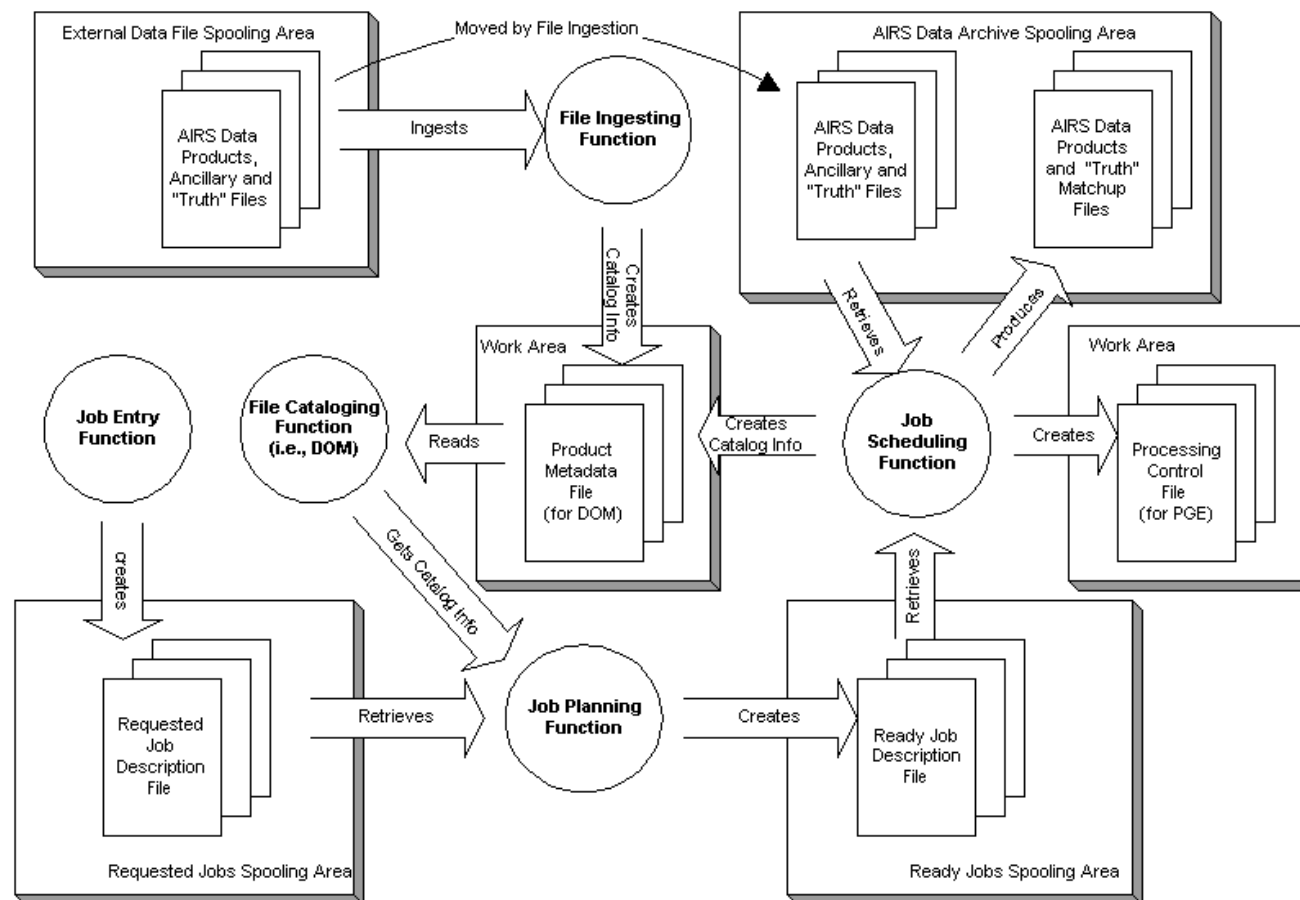 External Data File Spooling Area
Moved by File Ingestion
AIRS Data Archive Spooling Area
AIRS Data
Products,
Ancillary and
"Truth" Files
Ingests
File Ingesting
Function
AIRS Data
Products,
Ancillary and
"Truth" Files
AIRS Data
Products
and "Truth"
Matchup
Files
Creates
Catalog Info
Retrieves
Produces
Job Entry
Function
File Cataloging
Function
(i.e., DOM)
Reads
Work Area
Product
Metadata
File
(for DOM)
Creates
Catalog Info
Job
Scheduling
Function
Creates
Work Area
Processing
Control
File
(for PGE)
creates
Gets Catalog Info
Retrieves
Requested
Job
Description
File
Requested Jobs Spooling Area
Retrieves
Job Planning
Function
Creates
Ready Job
Description
File
Ready Jobs Spooling Area